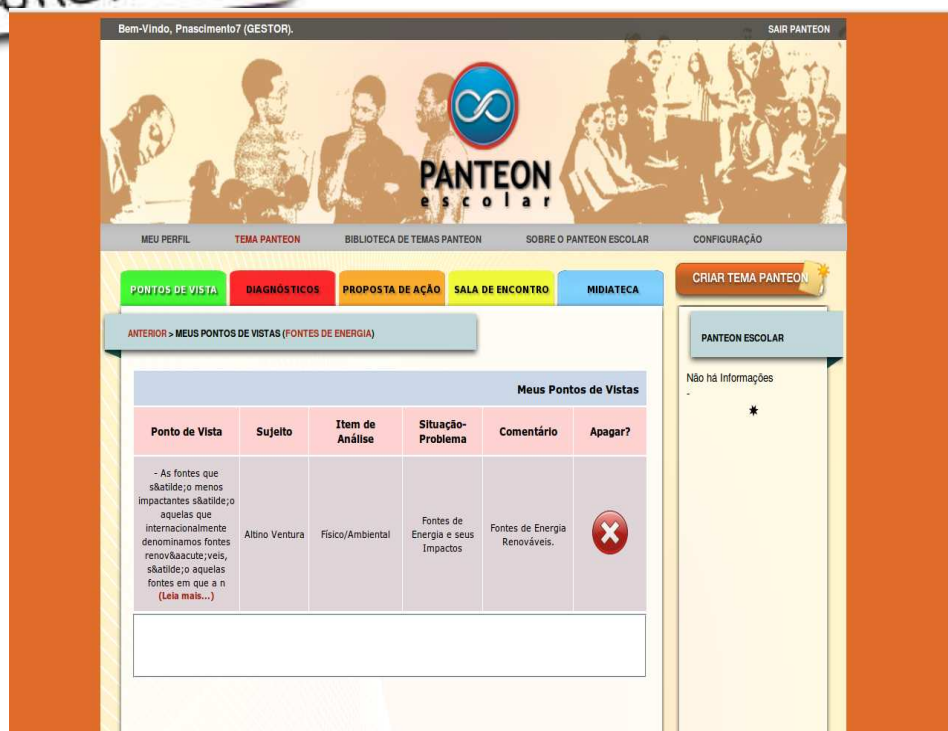 Bem-Vindo, Pnascimento7 (GESTOR).
SAIR PANTEON
PANTEON
escolar
MEU PERFIL
TEMA PANTEON
BIBLIOTECA DE TEMAS PANTEON
SOBRE O PANTEON ESCOLAR
CONFIGURAÇÃO
PONTOS DE VISTA
DIAGNÓSTICOS
PROPOSTA DE AÇÃO
SALA DE ENCONTRO
MIDIATECA
CRIAR TEMA PANTEON
ANTERIOR > MEUS PONTOS DE VISTAS (FONTES DE ENERGIA)
PANTEON ESCOLAR
Não há Informações
-
Meus Pontos de Vistas
Ponto de Vista
Sujeito
Item de
Análise
Situação-
Problema
Comentário
Apagar?
- As fontes que
s&atilde;o menos
impactantes s&atilde;o
aquelas que
internacionalmente
denominamos fontes
renov&aacute;veis,
s&atilde;o aquelas
fontes em que a n
(Leia mais...)
Altino Ventura
Físico/Ambiental
Fontes de
Energia e seus
Impactos
Fontes de Energia
Renováveis.